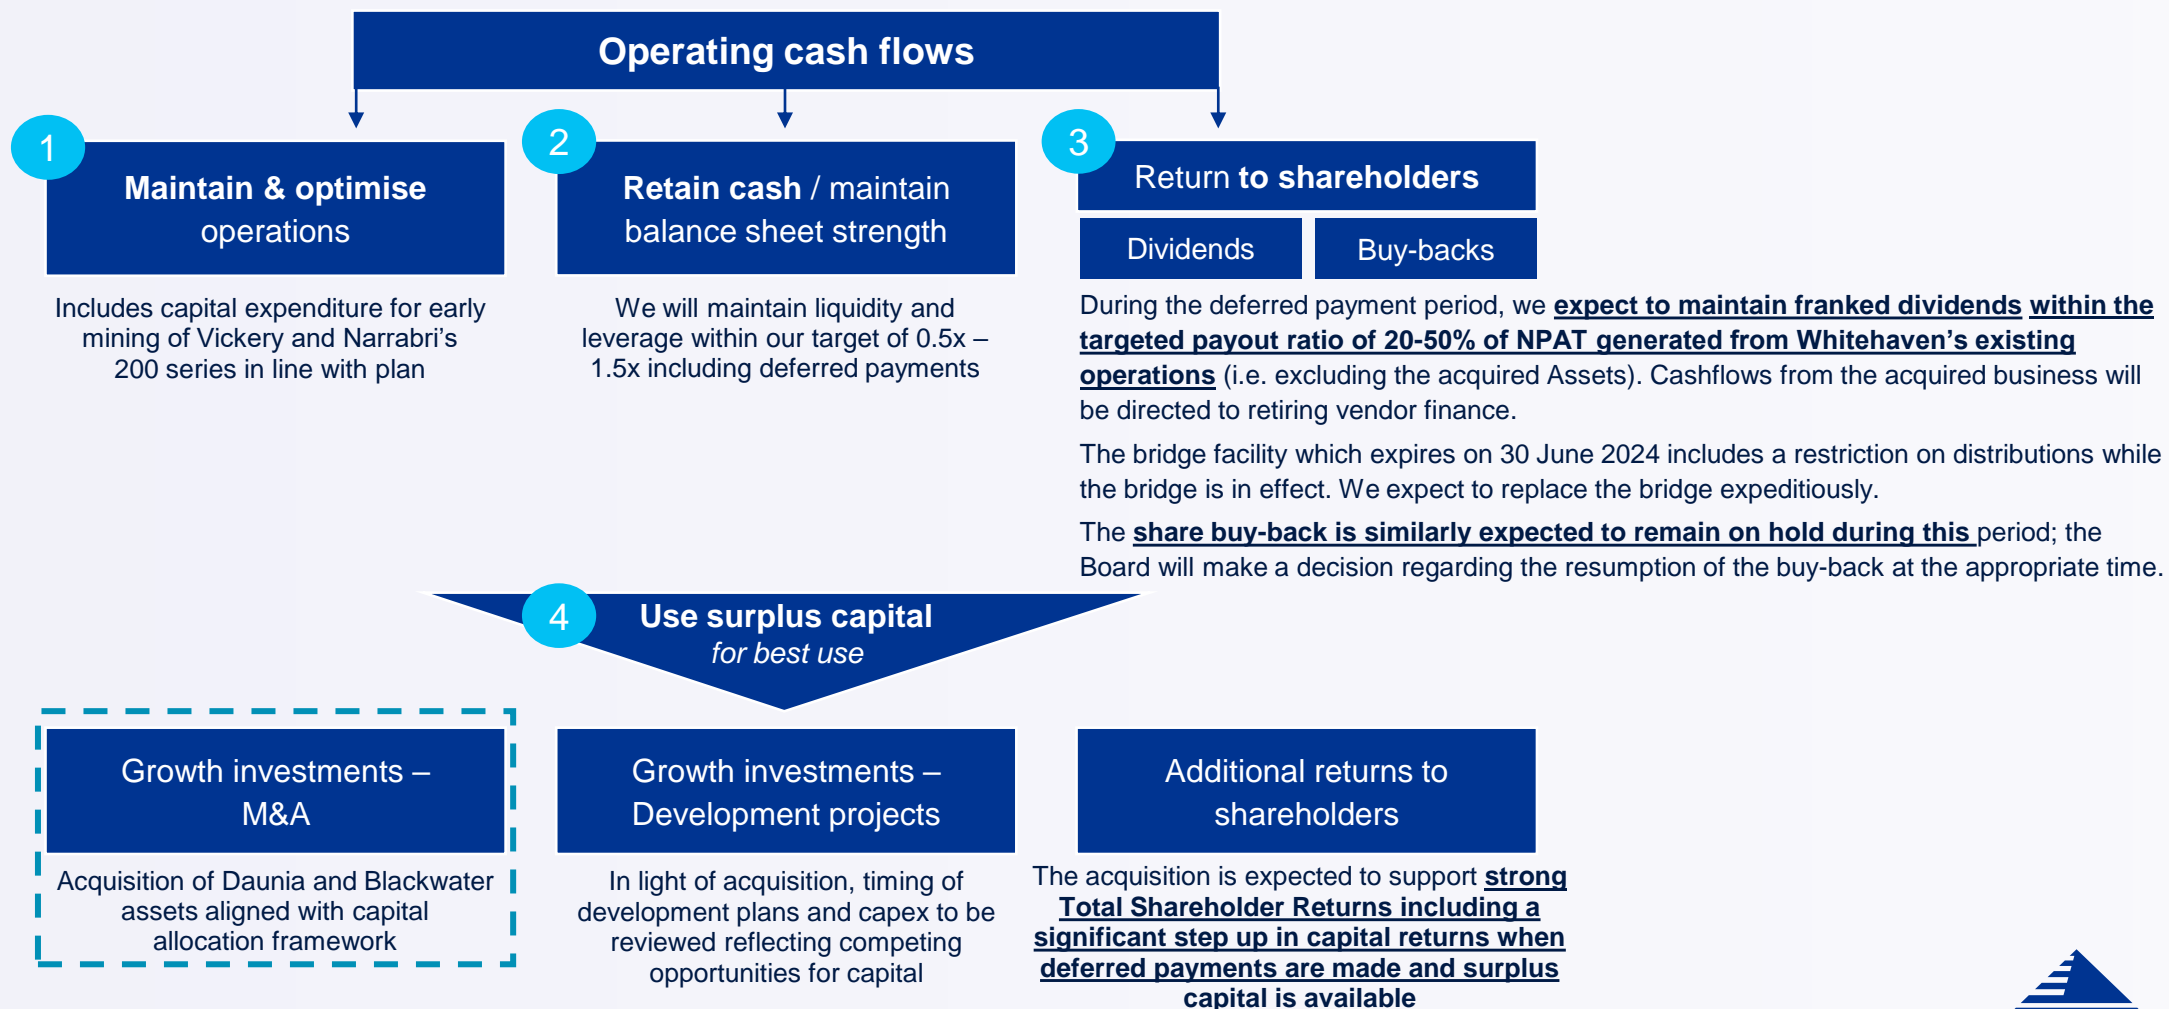 Operating cash flows
1
Maintain & optimise
operations
Includes capital expenditure for early
mining of Vickery and Narrabri’s
200 series in line with plan
2
Retain cash / maintain
balance sheet strength
We will maintain liquidity and
leverage within our target of 0.5x –
1.5x including deferred payments
3
Return to shareholders
Dividends
Buy-backs
During the deferred payment period, we expect to maintain franked dividends within the
targeted payout ratio of 20-50% of NPAT generated from Whitehaven’s existing
operations (i.e. excluding the acquired Assets). Cashflows from the acquired business will
be directed to retiring vendor finance.
The bridge facility which expires on 30 June 2024 includes a restriction on distributions while
the bridge is in effect. We expect to replace the bridge expeditiously.
The share buy-back is similarly expected to remain on hold during this period; the
Board will make a decision regarding the resumption of the buy-back at the appropriate time.
4
Use surplus capital
for best use
Growth investments –
M&A
Acquisition of Daunia and Blackwater
assets aligned with capital
allocation framework
Growth investments –
Development projects
In light of acquisition, timing of
development plans and capex to be
reviewed reflecting competing
opportunities for capital
Additional returns to
shareholders
The acquisition is expected to support strong
Total Shareholder Returns including a
significant step up in capital returns when
deferred payments are made and surplus
capital is available